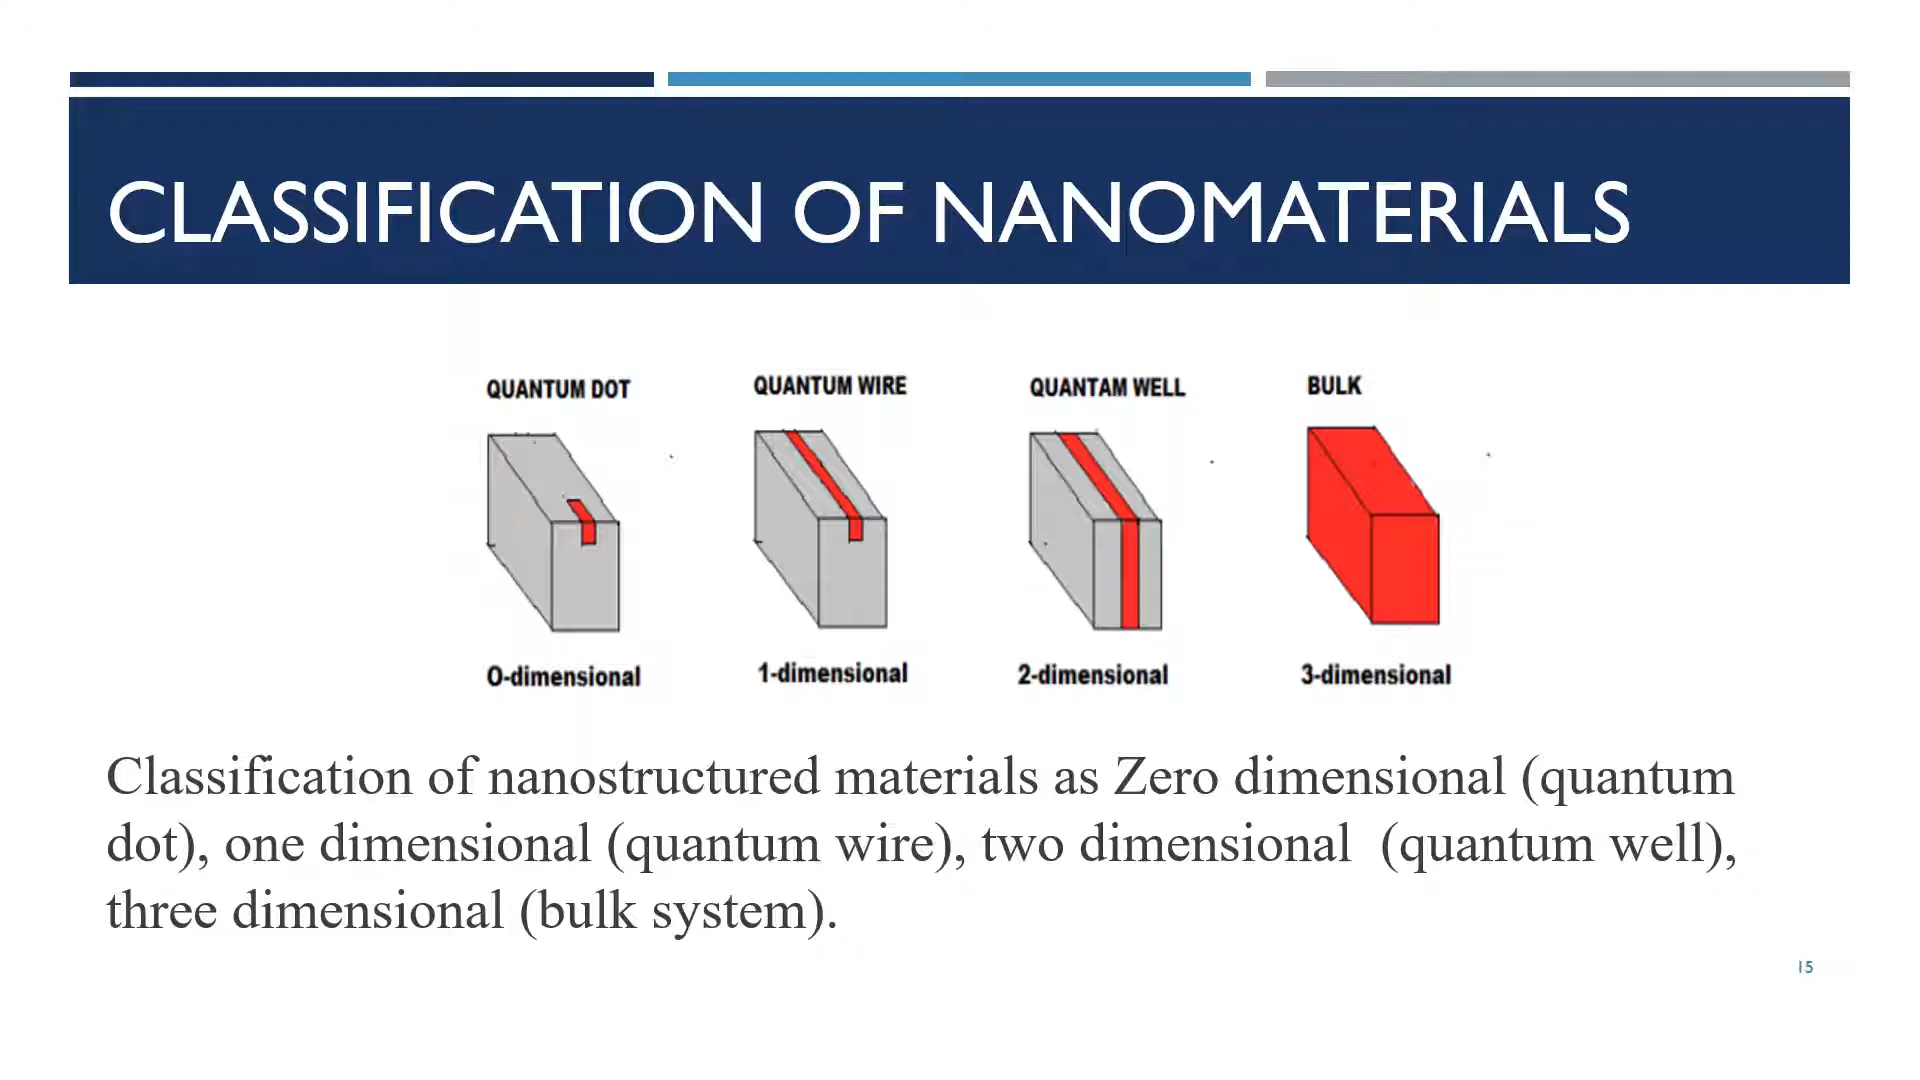 CLASSIFICATION OF NANOMATERIALS
QUANTUM DOT
QUANTUM WIRE
QUANTAM WELL
BULK
O-dimensional
1-dimensional
2-dimensional
3-dimensional
Classification of nanostructured materials as Zero dimensional (quantum
dot), one dimensional (quantum wire), two dimensional (quantum well),
three dimensional (bulk system).
15